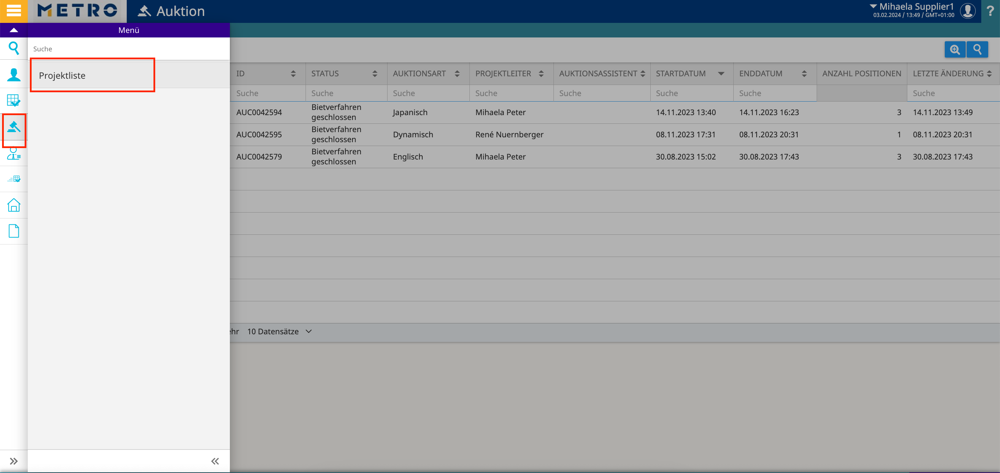 METRO
Auktion
Mihaela Supplier1
03.02.2024 / 13:49 / GMT+01:00
?
Menü
Suche
Projektliste
ID STATUS AUKTIONSART PROJEKTLEITER AUKTIONSASSISTENT STARTDATUM ENDDATUM ANZAHL POSITIONEN LETZTE ÄNDERUNG
Suche Suche Suche Suche Suche Suche Suche Suche
AUC0042594 Bietverfahren geschlossen Japanisch Mihaela Peter 14.11.2023 13:40 14.11.2023 16:23 3 14.11.2023 13:49
AUC0042595 Bietverfahren geschlossen Dynamisch René Nuernberger 08.11.2023 17:31 08.11.2023 20:31 1 08.11.2023 20:31
AUC0042579 Bietverfahren geschlossen Englisch Mihaela Peter 30.08.2023 15:02 30.08.2023 17:43 3 30.08.2023 17:43
ehr 10 Datensätze